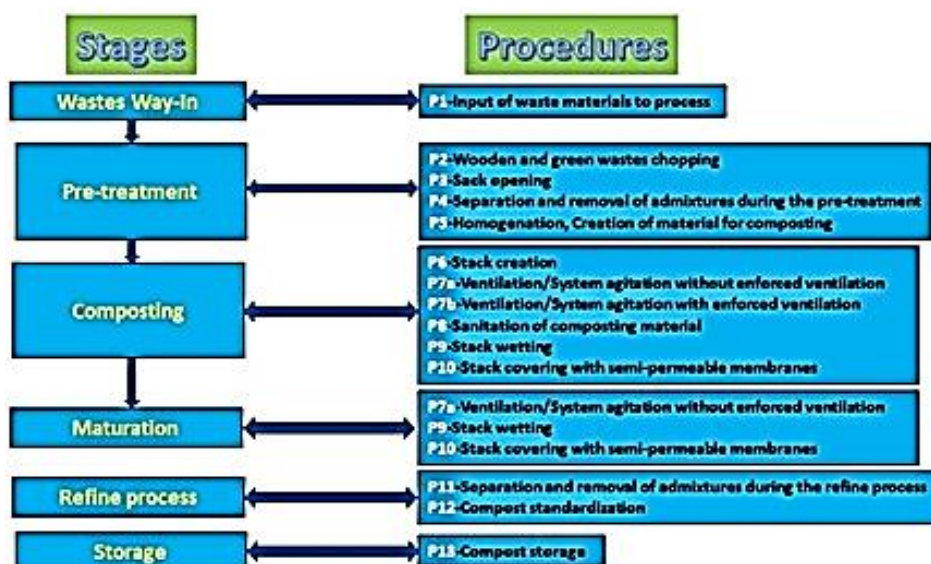 Stages
Procedures
Wastes Way-In
P1-Input of waste materials to process
Pre-treatment
P2-Wooden and green wastes chopping
P3-Sack opening
P4-Separation and removal of admixtures during the pre-treatment
P5-Homogenation, Creation of material for composting
Composting
P6-Stack creation
P7a-Ventilation/System agitation without enforced ventilation
P7b-Ventilation/System agitation with enforced ventilation
P8-Sanitation of composting material
P9-Stack wetting
P10-Stack covering with semi-permeable membranes
Maturation
P7a-Ventilation/System agitation without enforced ventilation
P9-Stack wetting
P10-Stack covering with semi-permeable membranes
Refine process
P11-Separation and removal of admixtures during the refine process
P12-Compost standardization
Storage
P13-Compost storage